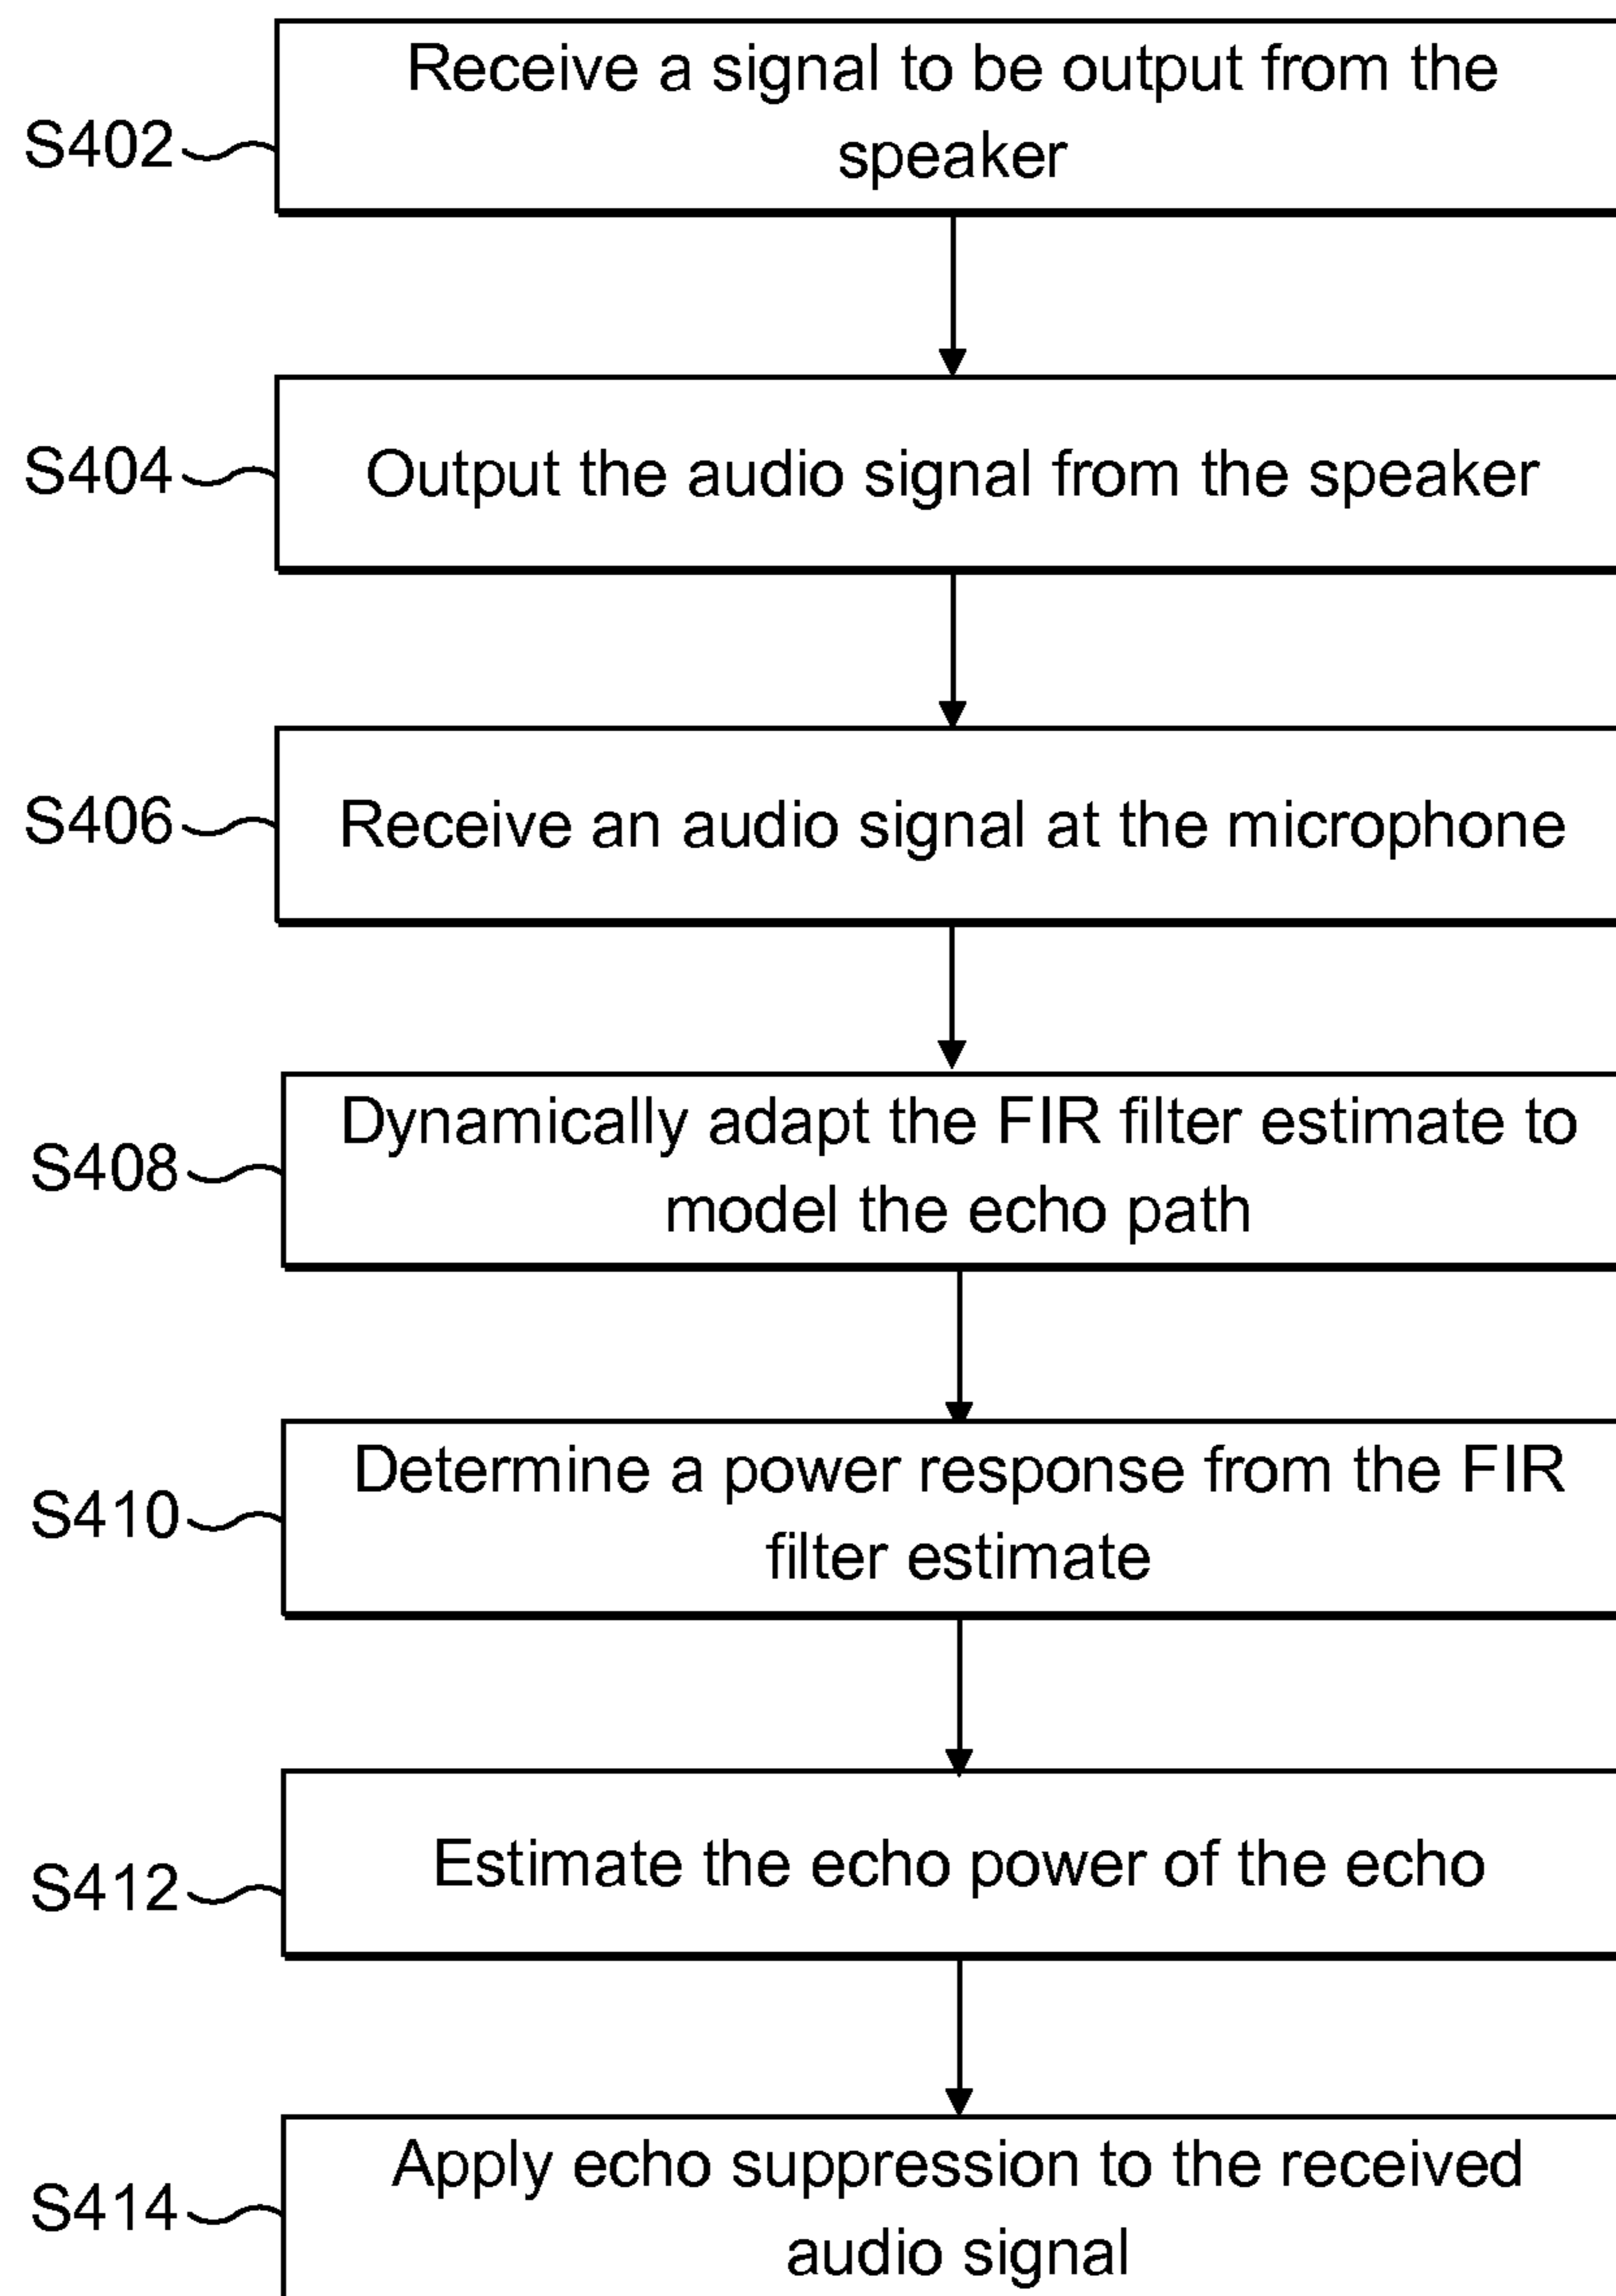 Receive a signal to be output from the
speaker
S402
Output the audio signal from the speaker
S404
Receive an audio signal at the microphone
S406
Dynamically adapt the FIR filter estimate to
model the echo path
S408
Determine a power response from the FIR
filter estimate
S410
Estimate the echo power of the echo
S412
Apply echo suppression to the received
audio signal
S414